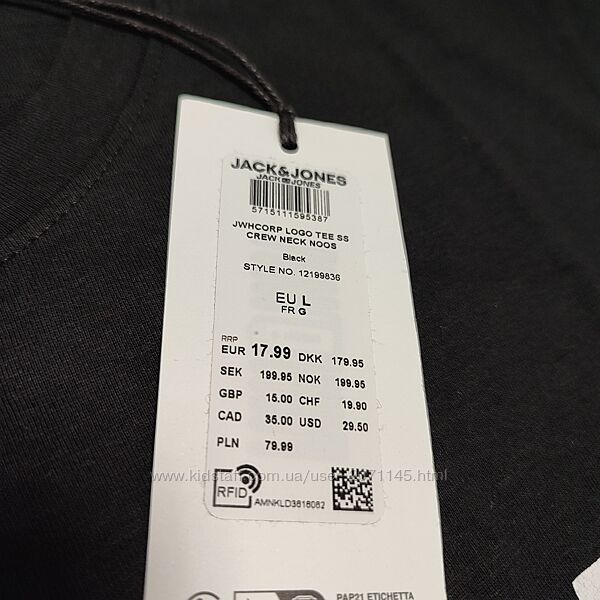 JACK&JONES
JACK&JONES
5715111595387
JWHCORP LOGO TEE SS
CREW NECK NOOS
Black
STYLE NO. 12199836
EU L
FR G
RRP
EUR 17.99 DKK 179.95
SEK 199.95 NOK 199.95
GBP 15.00 CHF 19.90
CAD 35.00 USD 29.50
PLN 79.99
RFID
AMNKLD3618082
PAP21 ETICHETTA